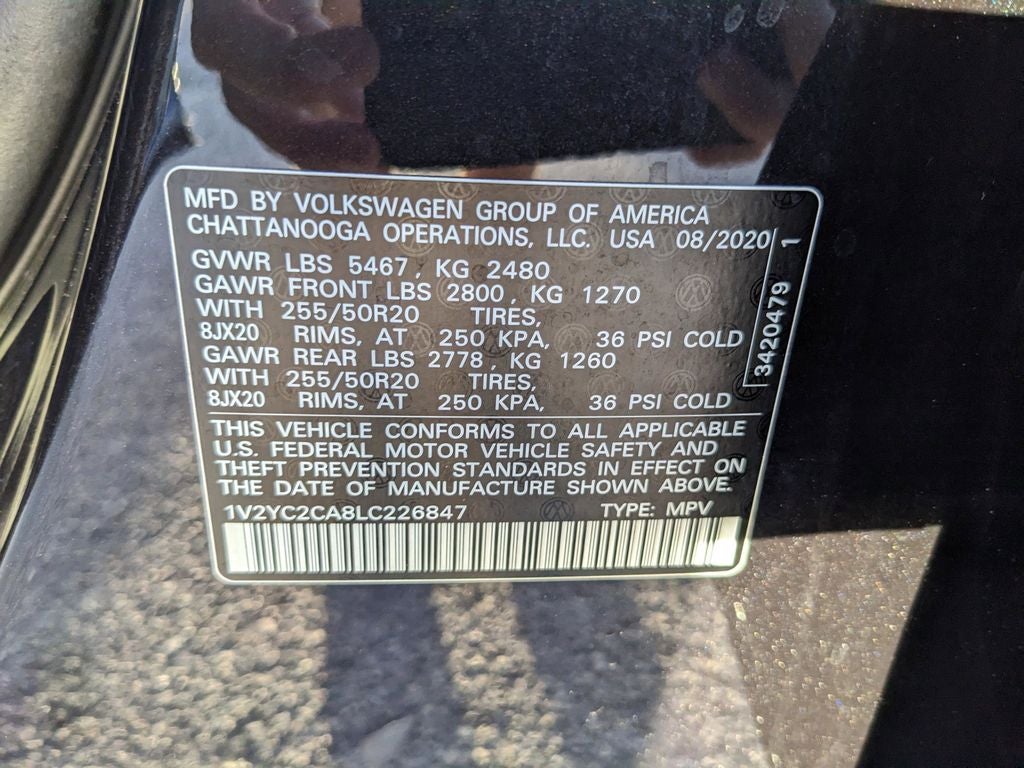 MFD BY VOLKSWAGEN GROUP OF AMERICA
CHATTANOOGA OPERATIONS, LLC. USA 08/2020
GVWR LBS 5467, KG 2480
GAWR FRONT LBS 2800, KG 1270
WITH 255/50R20 TIRES,
8JX20 RIMS, AT 250 KPA, 36 PSI COLD
GAWR REAR LBS 2778, KG 1260
WITH 255/50R20 TIRES,
8JX20 RIMS, AT 250 KPA, 36 PSI COLD
3420479 1
THIS VEHICLE CONFORMS TO ALL APPLICABLE
U.S. FEDERAL MOTOR VEHICLE SAFETY AND
THEFT PREVENTION STANDARDS IN EFFECT ON
THE DATE OF MANUFACTURE SHOWN ABOVE.
1V2YC2CA8LC226847 TYPE: MPV